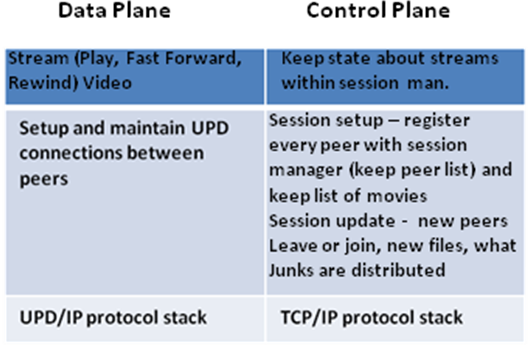 Data Plane
Control Plane
Stream (Play, Fast Forward,
Rewind) Video
Keep state about streams
within session man.
Setup and maintain UPD
connections between
peers
Session setup – register
every peer with session
manager (keep peer list) and
keep list of movies
Session update - new peers
Leave or join, new files, what
Junks are distributed
UPD/IP protocol stack
TCP/IP protocol stack